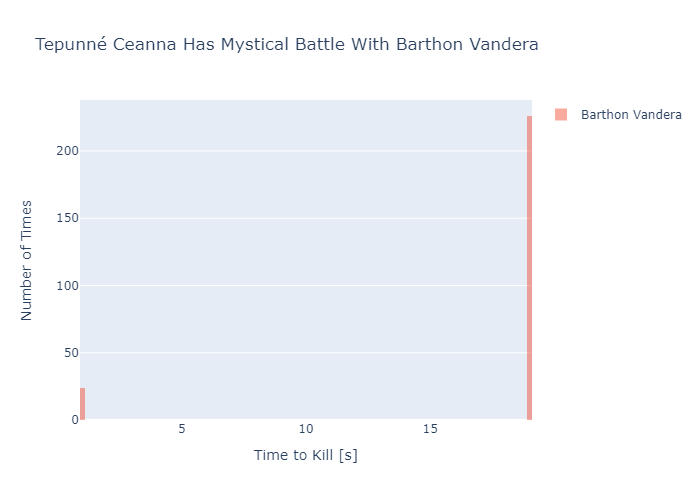 Tepunné Ceanna Has Mystical Battle With Barthon Vandera
Barthon Vandera
200
150
100
50
0
5
10
15
Number of Times
Time to Kill [s]